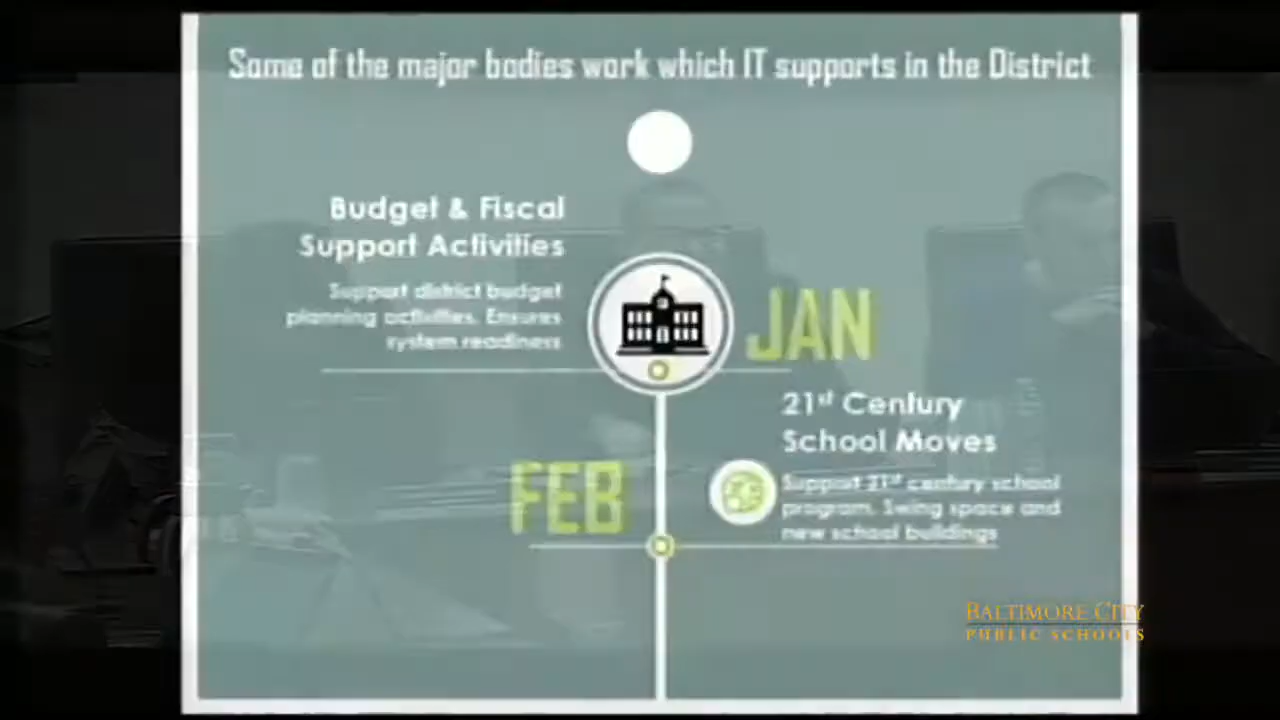 Some of the major bodies work which IT supports in the District
Budget & Fiscal
Support Activities
Support district budget
planning activities. Ensures
system readiness
JAN
21st Century
School Moves
FEB
Support 21st century school
program. Swing space and
new school buildings
BALTIMORE CITY
PUBLIC SCHOOLS